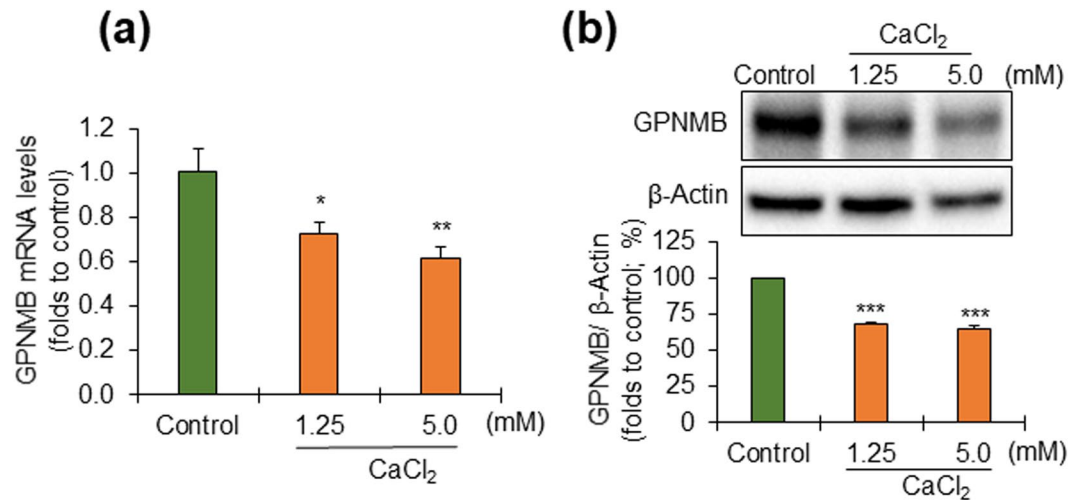 (a)
GPNMB mRNA levels
(folds to control)
1.2
1.0
0.8
0.6
0.4
0.2
0.0
*
**
Control 1.25 5.0 (mM)
CaCl₂
(b)
CaCl₂
Control 1.25 5.0 (mM)
GPNMB
β-Actin
GPNMB/ β-Actin
(folds to control; %)
125
100
75
50
25
0
*** ***
Control 1.25 5.0 (mM)
CaCl₂